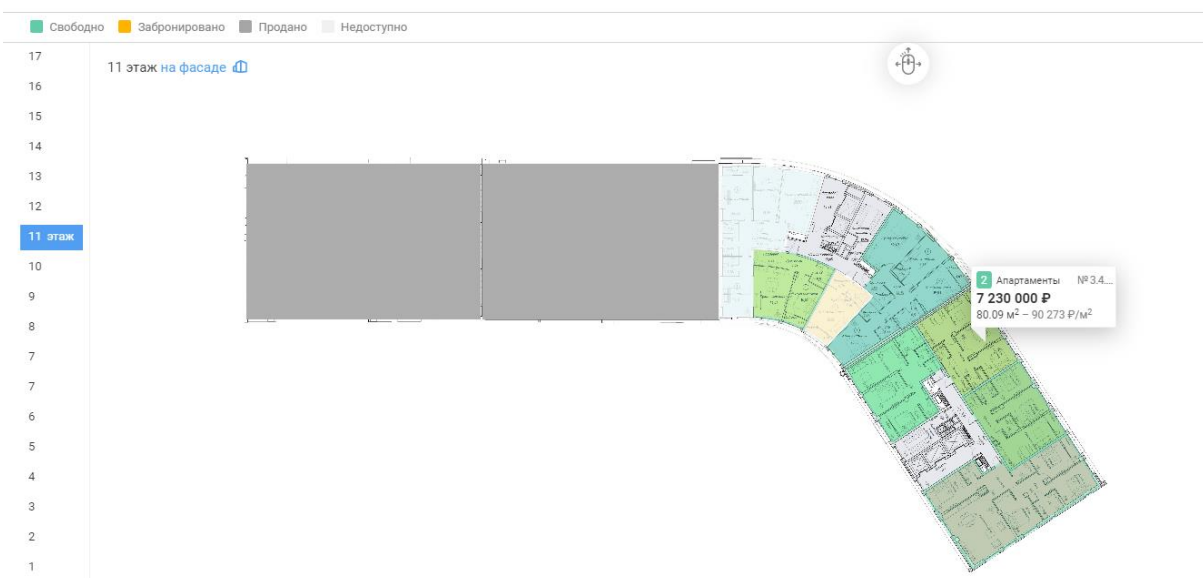 Свободно Забронировано Продано Недоступно
17
11 этаж на фасаде
16
15
14
13
12
11 этаж
10
9
8
7
7
6
5
4
3
2
1
2 Апартаменты № 3.4....
7 230 000 ₽
80.09 м² – 90 273 ₽/м²